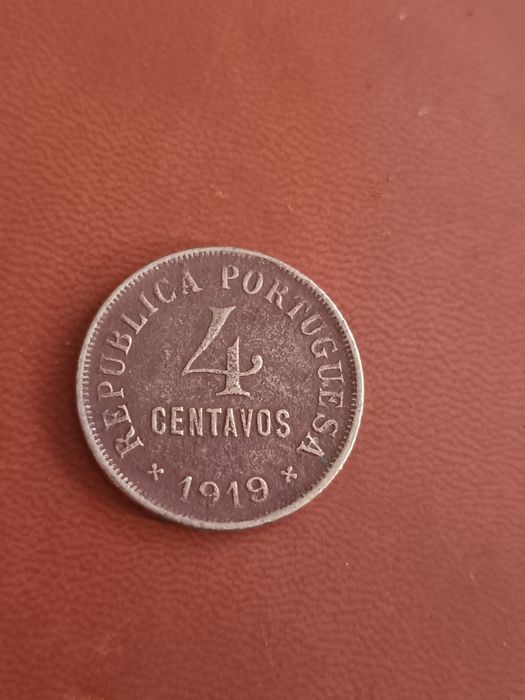 REPUBLICA PORTUGUESA
4
CENTAVOS
1919